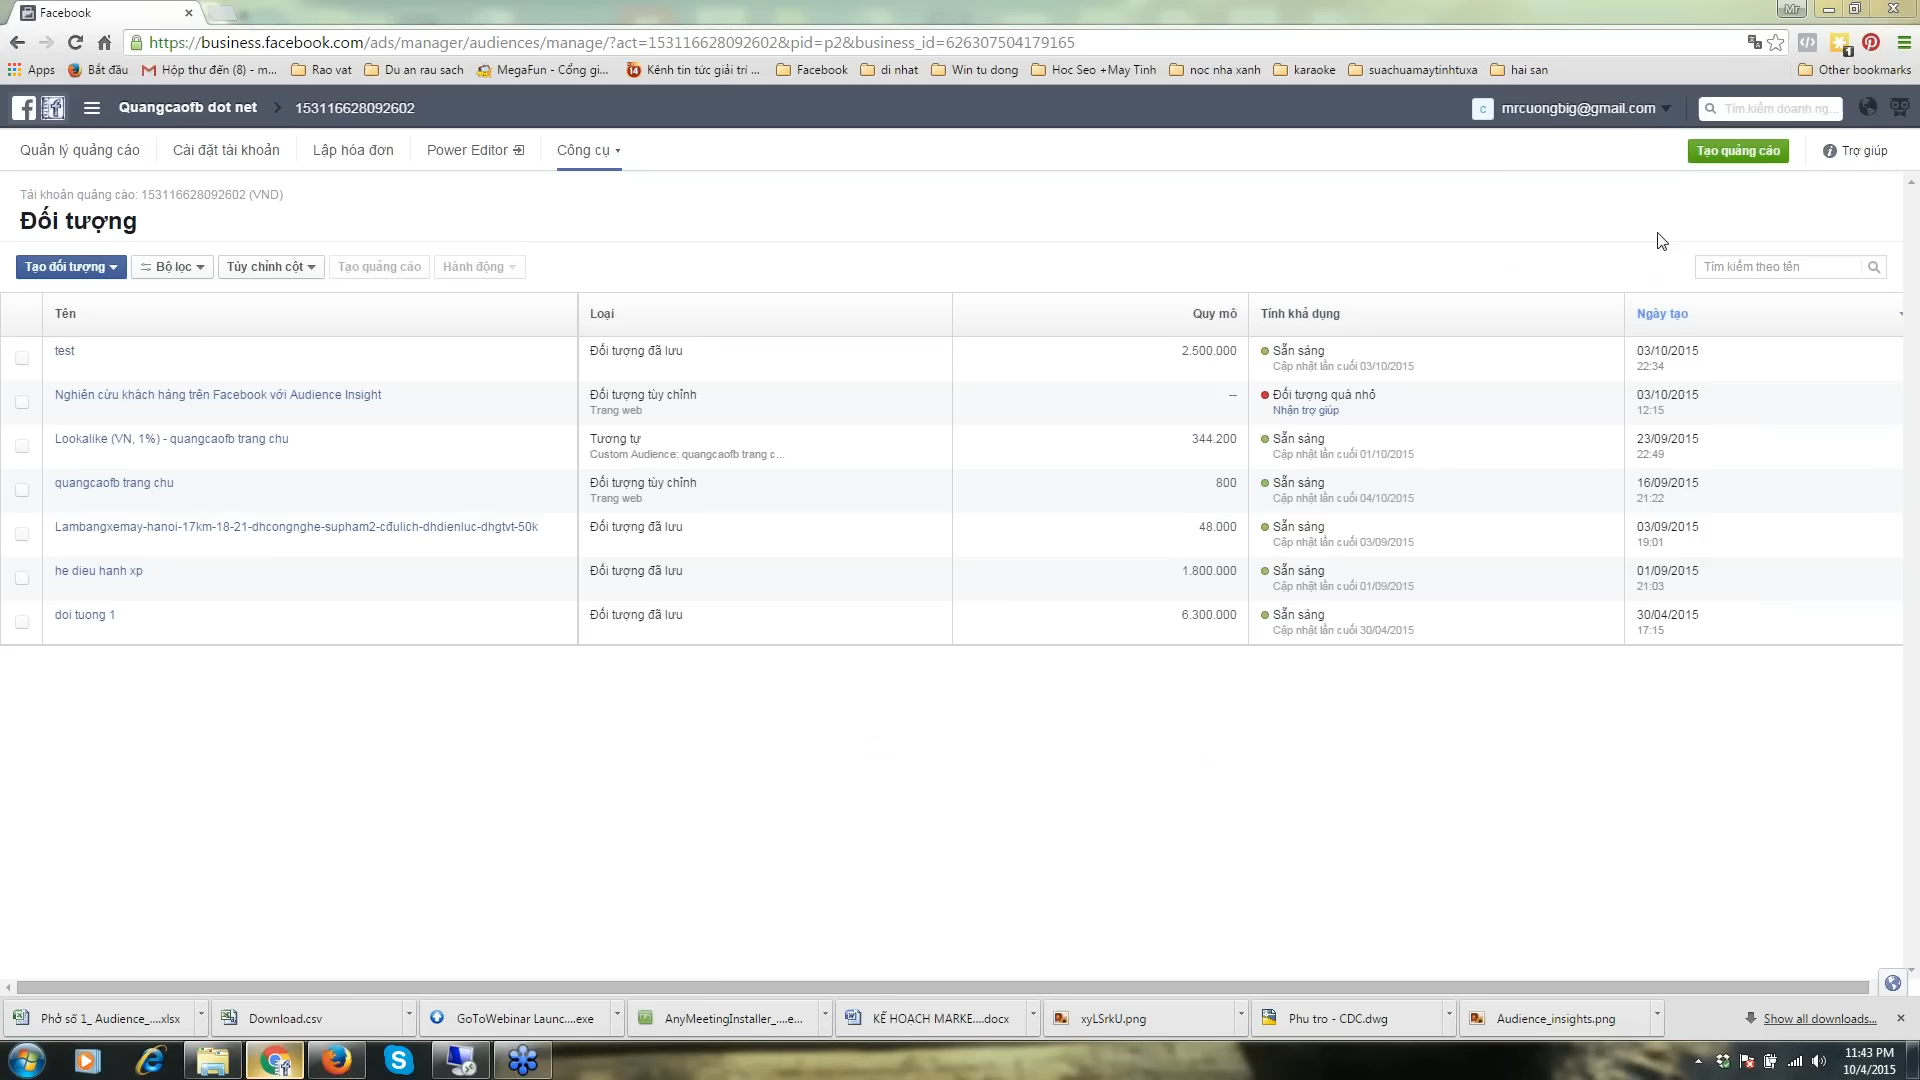 Facebook
Mr
https://business.facebook.com/ads/manager/audiences/manage/?act=153116628092602&pid=p2&business_id=626307504179165
1
Apps Bắt đầu Hộp thư đến (8) - m... Rao vat Du an rau sach MegaFun - Cổng gi... Kênh tin tức giải trí ... Facebook di nhat Win tu dong Hoc Seo +May Tinh noc nha xanh karaoke suachuamaytinhtuxa hai san Other bookmarks
Quangcaofb dot net 153116628092602 c mrcuongbig@gmail.com Tìm kiếm doanh ng...
Quản lý quảng cáo Cài đặt tài khoản Lập hóa đơn Power Editor Công cụ Tạo quảng cáo Trợ giúp
Tài khoản quảng cáo: 153116628092602 (VND)
Đối tượng
Tạo đối tượng Bộ lọc Tùy chỉnh cột Tạo quảng cáo Hành động Tìm kiếm theo tên
Tên Loại Quy mô Tính khả dụng Ngày tạo
test Đối tượng đã lưu 2.500.000 Sẵn sàng 03/10/2015
Cập nhật lần cuối 03/10/2015 22:34
Nghiên cứu khách hàng trên Facebook với Audience Insight Đối tượng tùy chỉnh -- Đối tượng quá nhỏ 03/10/2015
Trang web Nhận trợ giúp 12:15
Lookalike (VN, 1%) - quangcaofb trang chu Tương tự 344.200 Sẵn sàng 23/09/2015
Custom Audience: quangcaofb trang c... Cập nhật lần cuối 01/10/2015 22:49
quangcaofb trang chu Đối tượng tùy chỉnh 800 Sẵn sàng 16/09/2015
Trang web Cập nhật lần cuối 04/10/2015 21:22
Lambangxemay-hanoi-17km-18-21-dhcongnghe-supham2-cđulich-dhdienluc-dhgtvt-50k Đối tượng đã lưu 48.000 Sẵn sàng 03/09/2015
Cập nhật lần cuối 03/09/2015 19:01
he dieu hanh xp Đối tượng đã lưu 1.800.000 Sẵn sàng 01/09/2015
Cập nhật lần cuối 01/09/2015 21:03
doi tuong 1 Đối tượng đã lưu 6.300.000 Sẵn sàng 30/04/2015
Cập nhật lần cuối 30/04/2015 17:15
Phở số 1_ Audience_....xlsx Download.csv GoToWebinar Launc....exe AnyMeetingInstaller_....e... KẾ HOẠCH MARKE....docx xyLSrkU.png Phu tro - CDC.dwg Audience_insights.png Show all downloads...
11:43 PM
10/4/2015